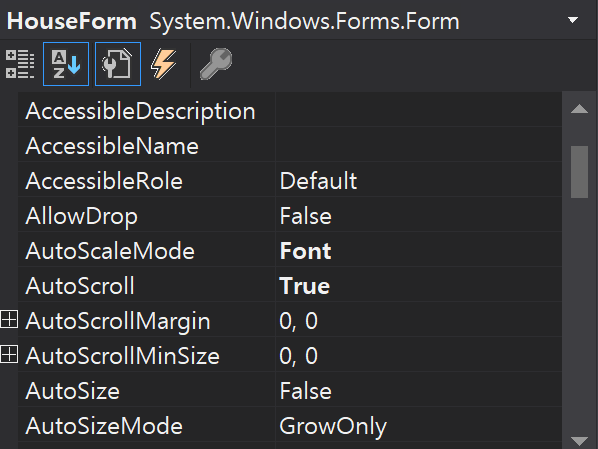 HouseForm System.Windows.Forms.Form
A Z
AccessibleDescription
AccessibleName
AccessibleRole Default
AllowDrop False
AutoScaleMode Font
AutoScroll True
AutoScrollMargin 0, 0
AutoScrollMinSize 0, 0
AutoSize False
AutoSizeMode GrowOnly